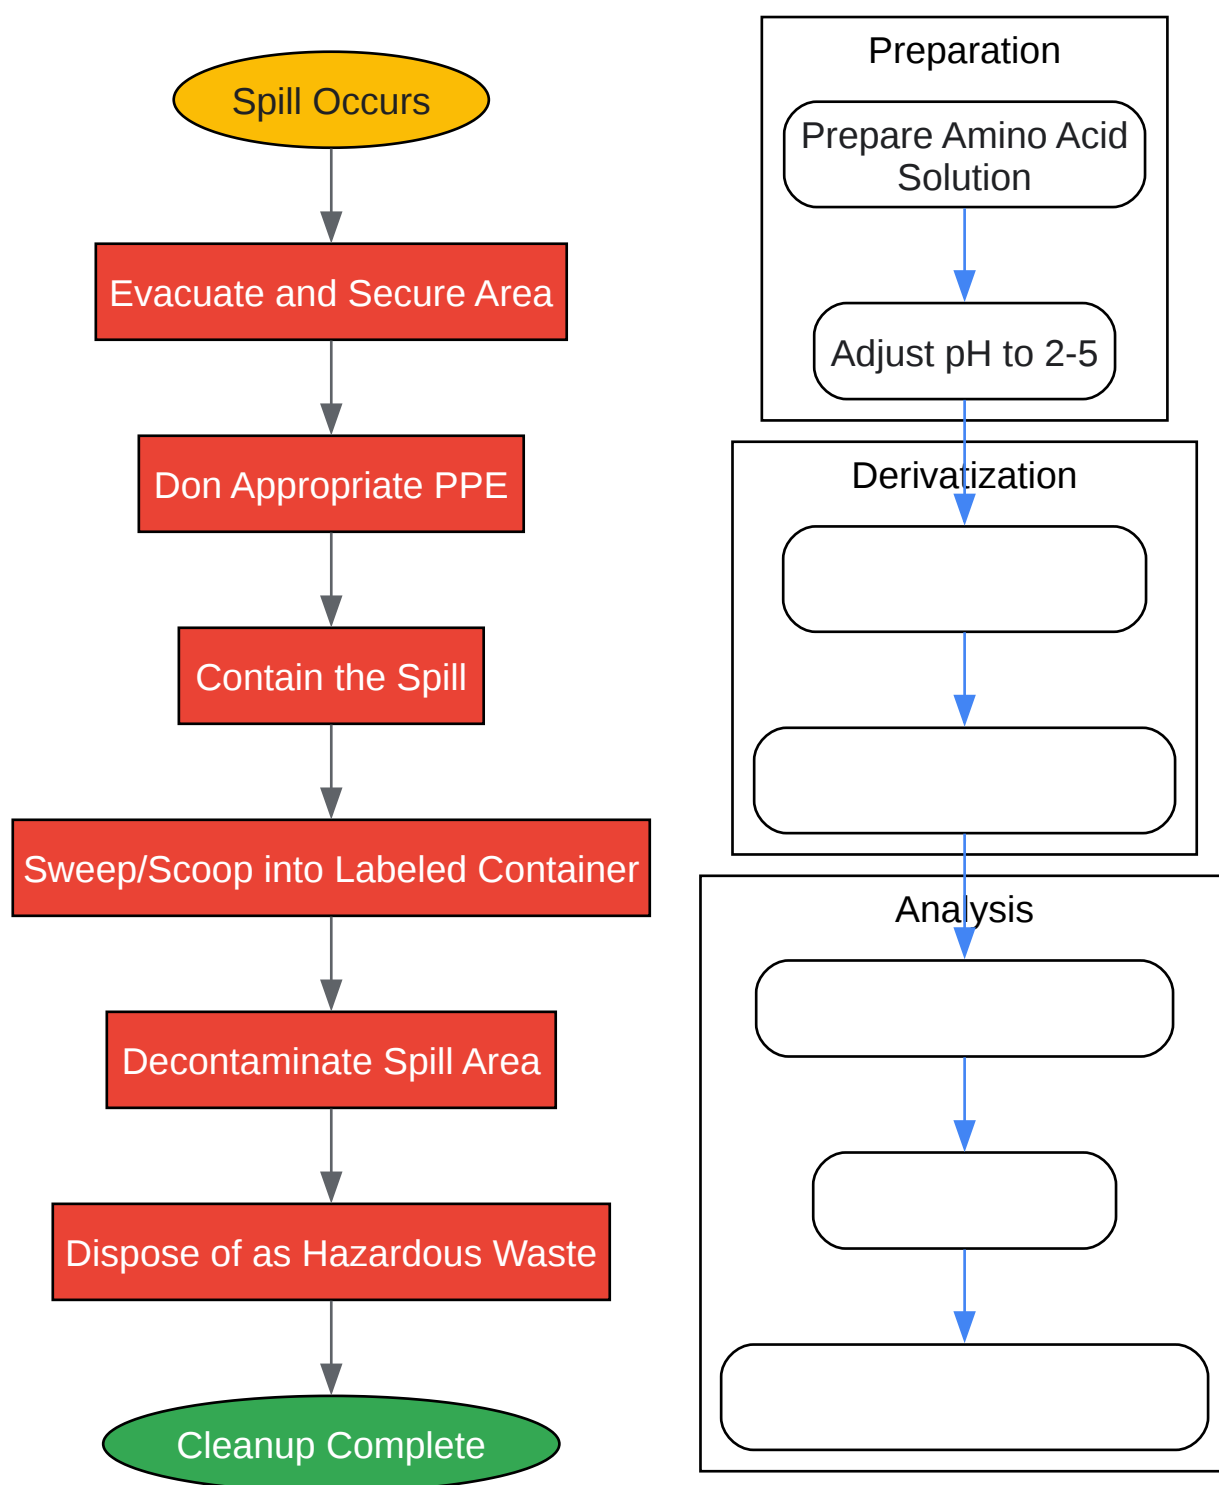 Spill Occurs
Evacuate and Secure Area
Don Appropriate PPE
Contain the Spill
Sweep/Scoop into Labeled Container
Decontaminate Spill Area
Dispose of as Hazardous Waste
Cleanup Complete
Preparation
Prepare Amino Acid
Solution
Adjust pH to 2-5
Derivatization
Analysis